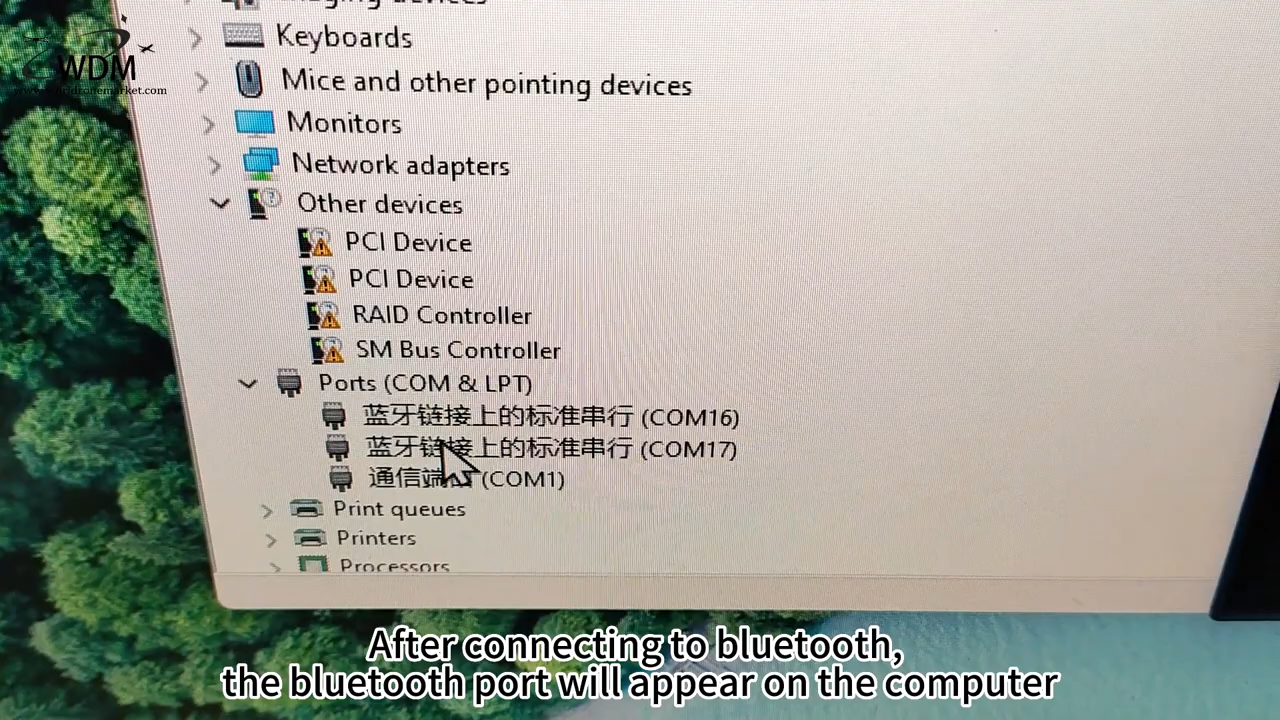 WDM
Keyboards
Mice and other pointing devices
Monitors
Network adapters
Other devices
PCI Device
PCI Device
RAID Controller
SM Bus Controller
Ports (COM & LPT)
蓝牙链接上的标准串行 (COM16)
蓝牙链接上的标准串行 (COM17)
通信端 (COM1)
Print queues
Printers
Processors
After connecting to bluetooth,
the bluetooth port will appear on the computer